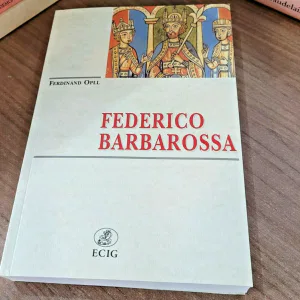 FERDINAND OPLL
FEDERICO
BARBAROSSA
ECIG